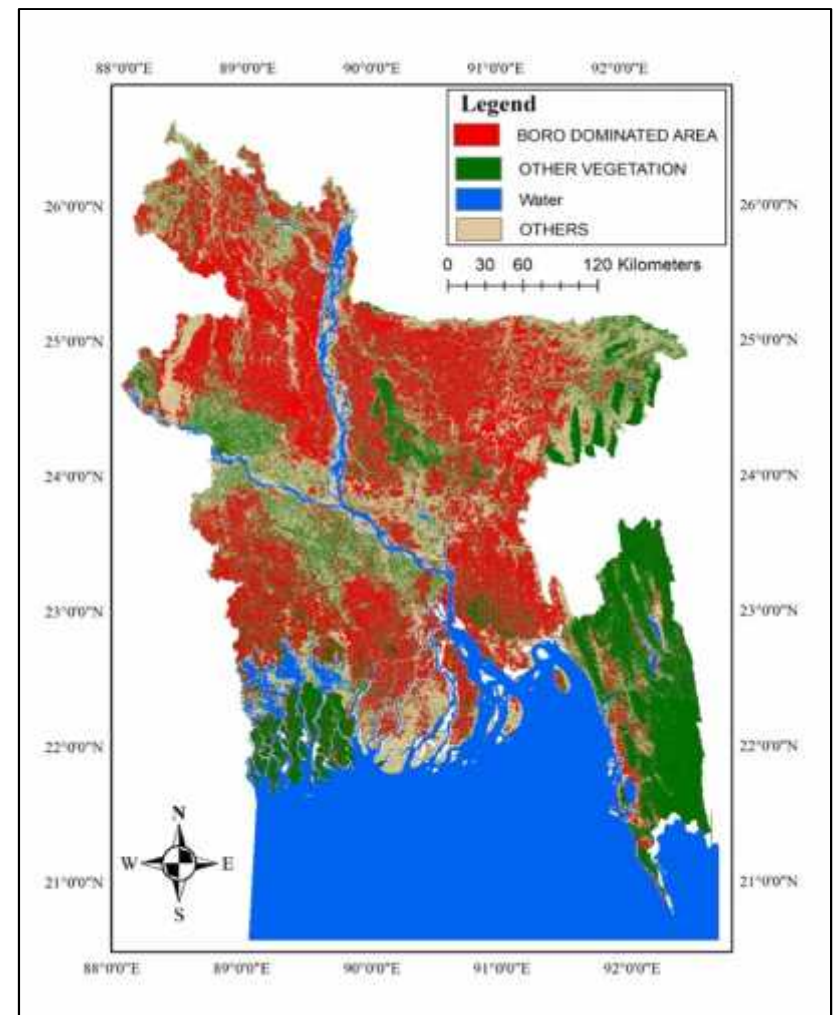 88°0'0"E 89°0'0"E 90°0'0"E 91°0'0"E 92°0'0"E
Legend
BORO DOMINATED AREA
OTHER VEGETATION
Water
OTHERS
0 30 60 120 Kilometers
26°0'0"N 26°0'0"N
25°0'0"N 25°0'0"N
24°0'0"N 24°0'0"N
23°0'0"N 23°0'0"N
22°0'0"N 22°0'0"N
N
W E
S
21°0'0"N 21°0'0"N
88°0'0"E 89°0'0"E 90°0'0"E 91°0'0"E 92°0'0"E